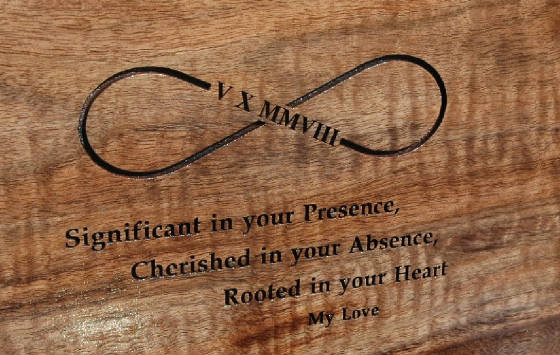 V X MMVIII
Significant in your Presence,
Cherished in your Absence,
Rooted in your Heart
My Love